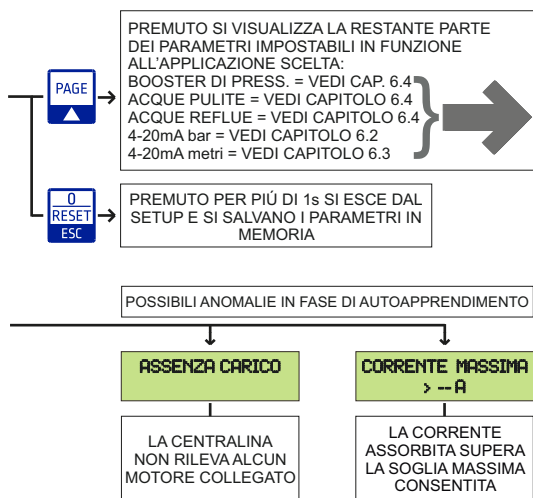 PREMUTO SI VISUALIZZA LA RESTANTE PARTE
DEI PARAMETRI IMPOSTABILI IN FUNZIONE
ALL'APPLICAZIONE SCELTA:
BOOSTER DI PRESS. = VEDI CAP. 6.4
ACQUE PULITE = VEDI CAPITOLO 6.4
ACQUE REFLUE = VEDI CAPITOLO 6.4
4-20mA bar = VEDI CAPITOLO 6.2
4-20mA metri = VEDI CAPITOLO 6.3
PAGE
0
RESET
ESC
PREMUTO PER PIÚ DI 1s SI ESCE DAL
SETUP E SI SALVANO I PARAMETRI IN
MEMORIA
POSSIBILI ANOMALIE IN FASE DI AUTOAPPRENDIMENTO
ASSENZA CARICO
CORRENTE MASSIMA
> --A
LA CENTRALINA
NON RILEVA ALCUN
MOTORE COLLEGATO
LA CORRENTE
ASSORBITA SUPERA
LA SOGLIA MASSIMA
CONSENTITA